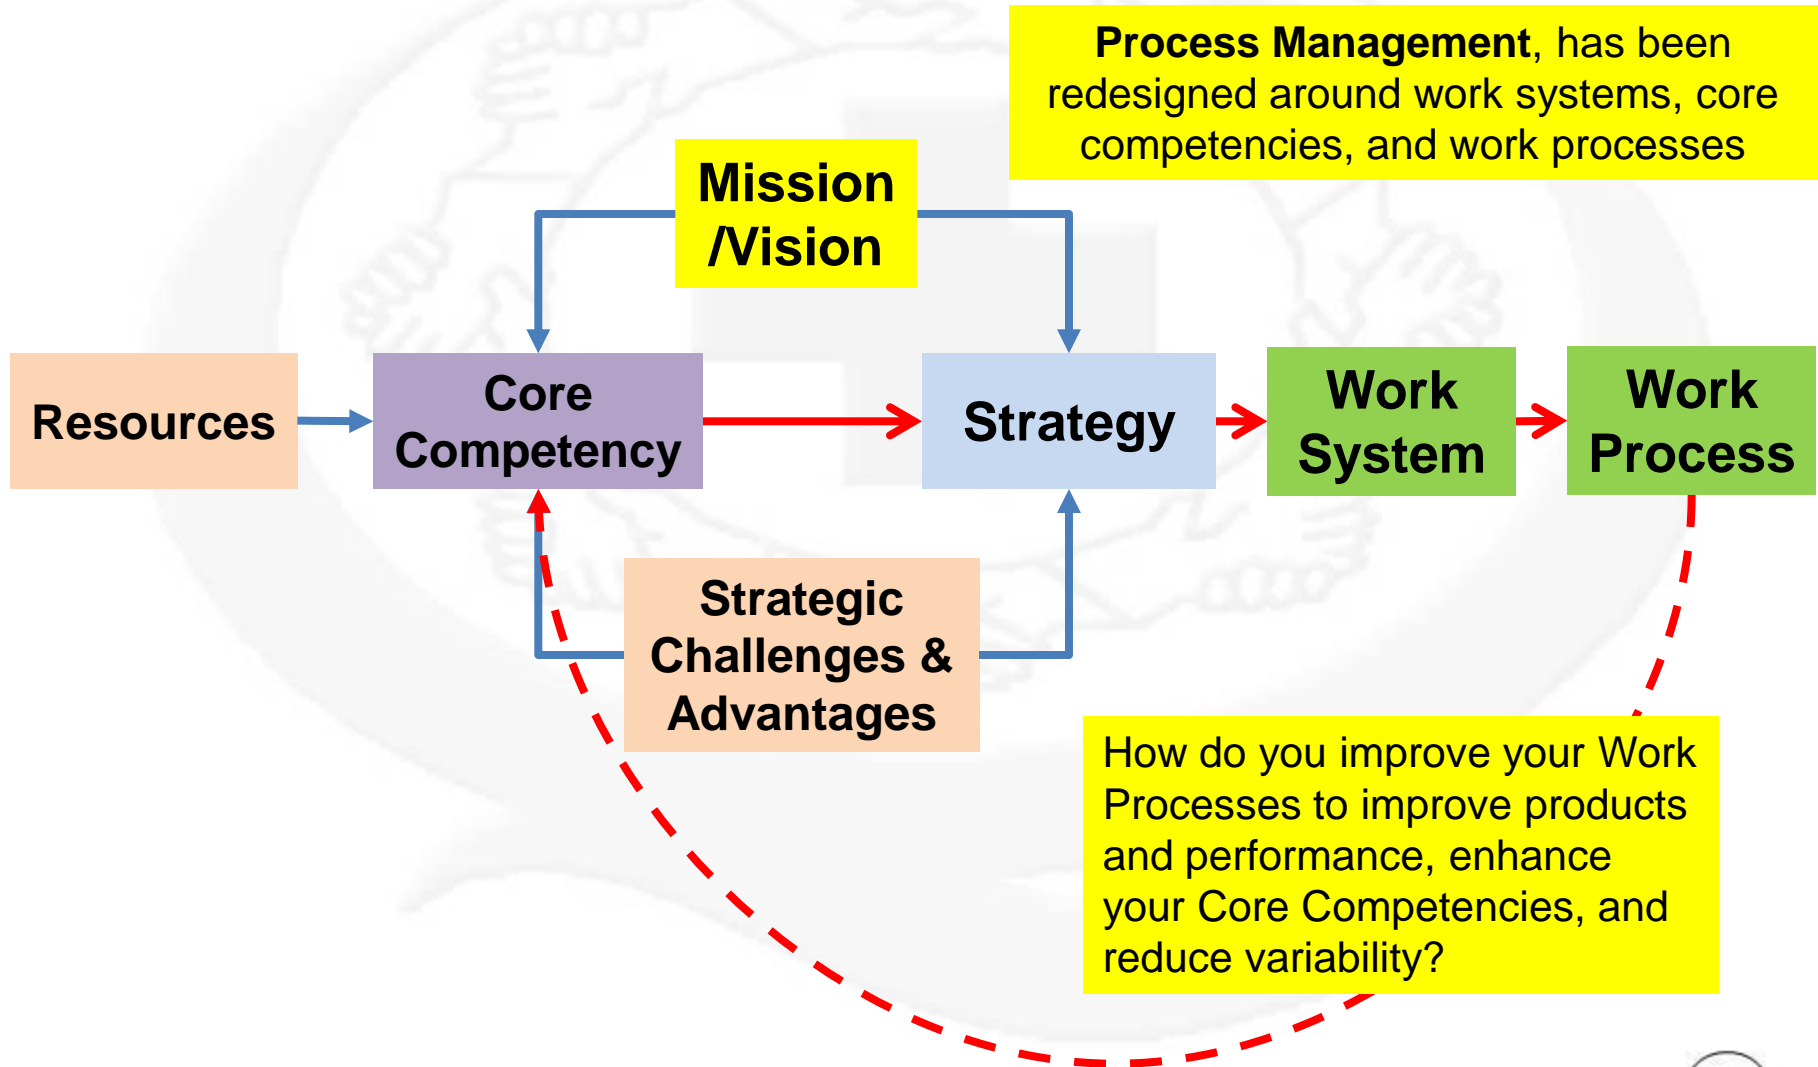 Process Management, has been
redesigned around work systems, core
competencies, and work processes
Mission
/Vision
Resources
Core
Competency
Strategy
Work
System
Work
Process
Strategic
Challenges &
Advantages
How do you improve your Work
Processes to improve products
and performance, enhance
your Core Competencies, and
reduce variability?